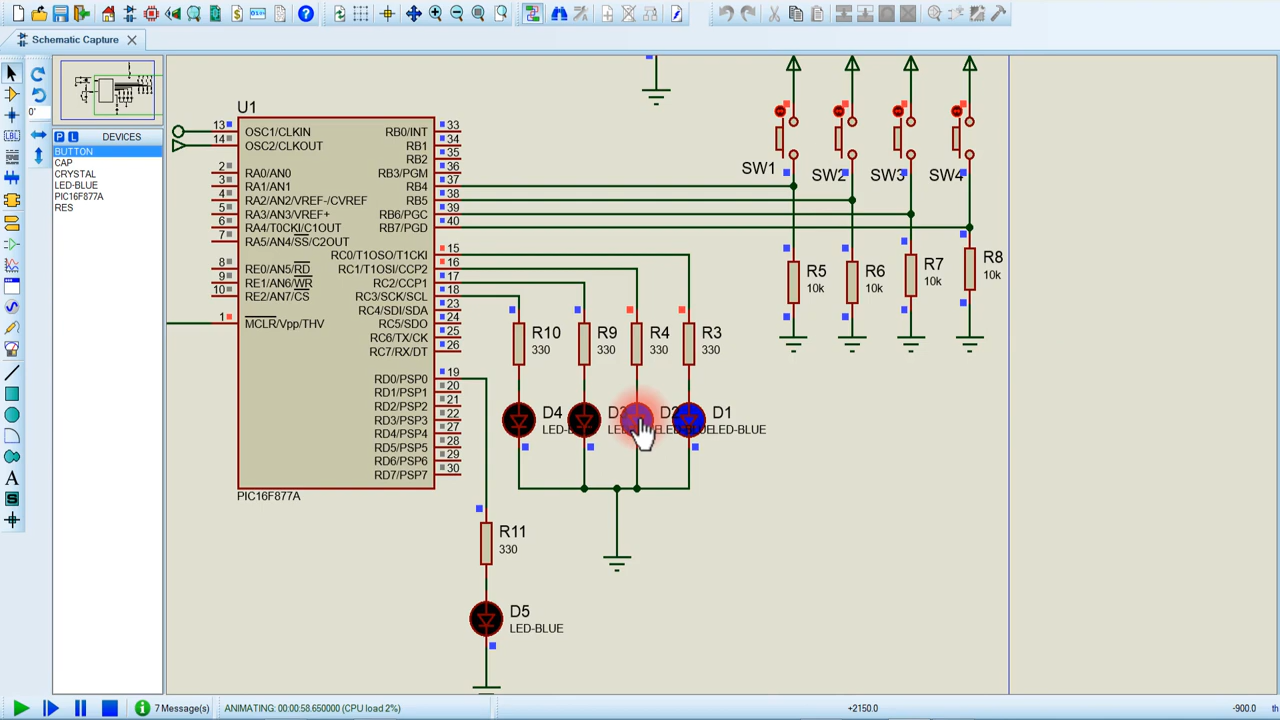 Schematic Capture
0°
P L DEVICES
BUTTON
CAP
CRYSTAL
LED-BLUE
PIC16F877A
RES
U1
13 OSC1/CLKIN
14 OSC2/CLKOUT
2 RA0/AN0
3 RA1/AN1
4 RA2/AN2/VREF-/CVREF
5 RA3/AN3/VREF+
6 RA4/T0CKI/C1OUT
7 RA5/AN4/SS/C2OUT
8 RE0/AN5/RD
9 RE1/AN6/WR
10 RE2/AN7/CS
1 MCLR/Vpp/THV
RB0/INT 33
RB1 34
RB2 35
RB3/PGM 36
RB4 37
RB5 38
RB6/PGC 39
RB7/PGD 40
RC0/T1OSO/T1CKI 15
RC1/T1OSI/CCP2 16
RC2/CCP1 17
RC3/SCK/SCL 18
RC4/SDI/SDA 23
RC5/SDO 24
RC6/TX/CK 25
RC7/RX/DT 26
RD0/PSP0 19
RD1/PSP1 20
RD2/PSP2 21
RD3/PSP3 22
RD4/PSP4 27
RD5/PSP5 28
RD6/PSP6 29
RD7/PSP7 30
PIC16F877A
SW1 SW2 SW3 SW4
R5
10k
R6
10k
R7
10k
R8
10k
R10
330
R9
330
R4
330
R3
330
D4
D1
LED-BLUE
R11
330
D5
LED-BLUE
7 Message(s)
ANIMATING: 00:00:58.650000 (CPU load 2%)
+2150.0
-900.0
th